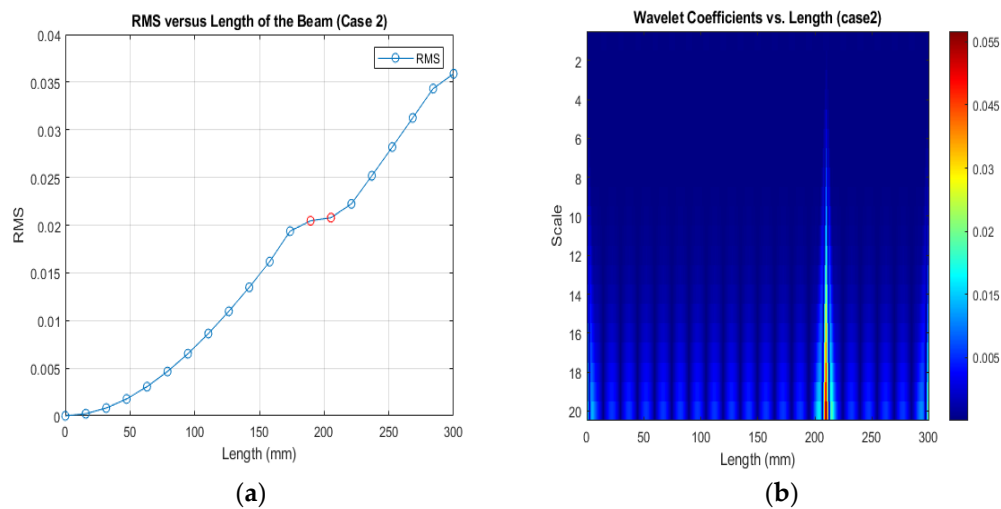 RMS versus Length of the Beam (Case 2)
RMS
0.04
0.035
0.03
0.025
0.02
0.015
0.01
0.005
0
0 50 100 150 200 250 300
RMS
Length (mm)
(a)
Wavelet Coefficients vs. Length (case2)
2
4
6
8
10
12
14
16
18
20
Scale
0 50 100 150 200 250 300
Length (mm)
0.055
0.045
0.03
0.015
0.005
(b)